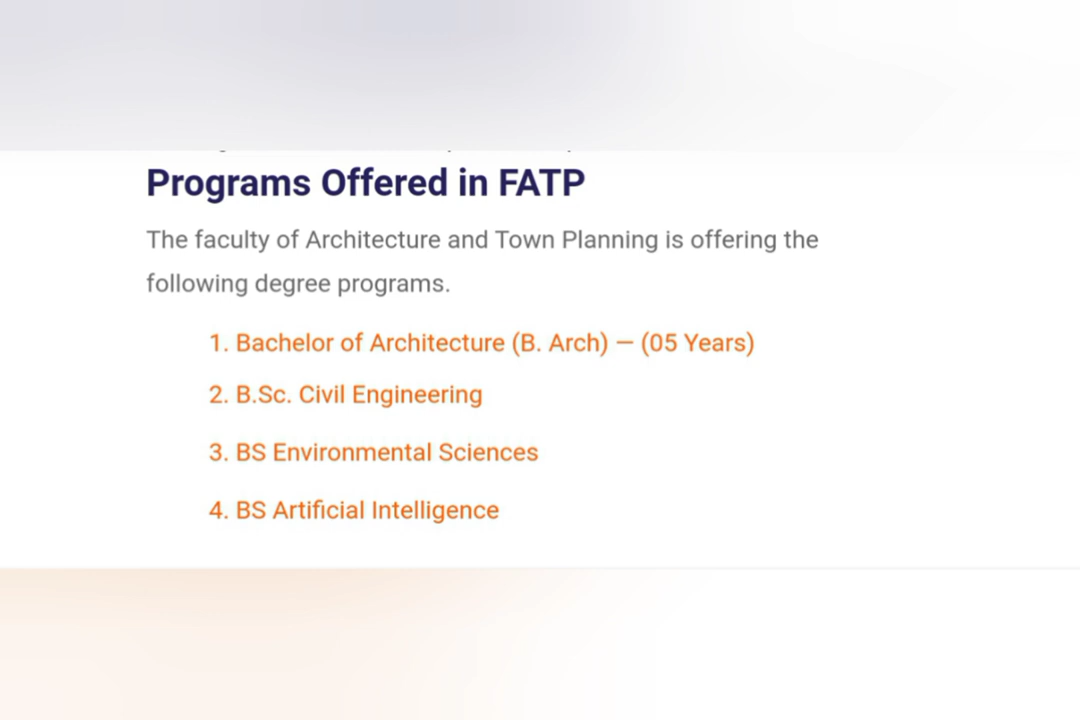 Programs Offered in FATP
The faculty of Architecture and Town Planning is offering the
following degree programs.
1. Bachelor of Architecture (B. Arch) – (05 Years)
2. B.Sc. Civil Engineering
3. BS Environmental Sciences
4. BS Artificial Intelligence